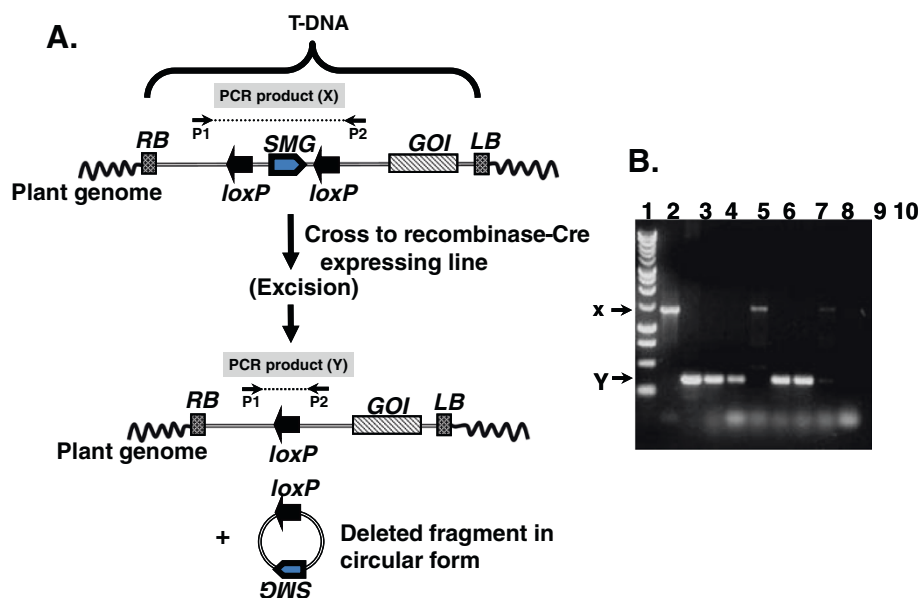 A.
T-DNA
PCR product (X)
P1 P2
RB SMG GOI LB
loxP loxP
Plant genome
Cross to recombinase-Cre
expressing line
(Excision)
PCR product (Y)
P1 P2
RB GOI LB
loxP
Plant genome
loxP
+
Deleted fragment in
circular form
SMG
B.
1 2 3 4 5 6 7 8 9 10
x
Y